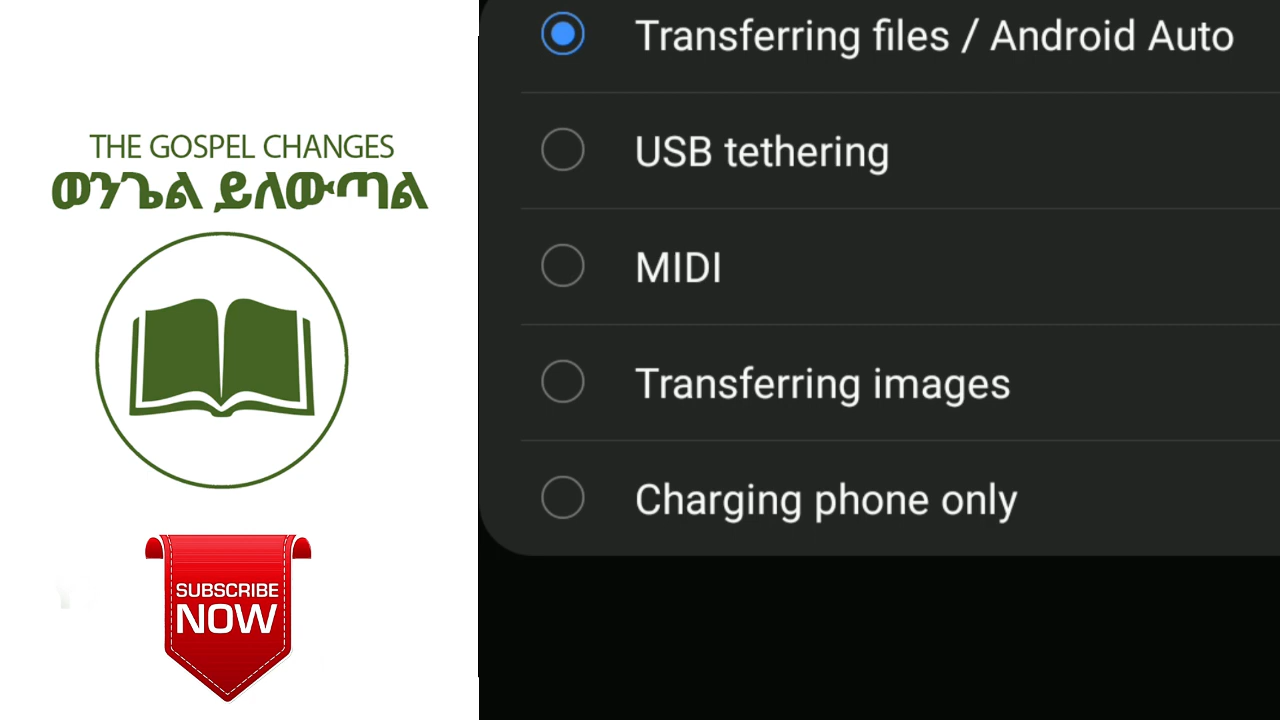 THE GOSPEL CHANGES
ወንጌል ይለውጣል
SUBSCRIBE
NOW
Transferring files / Android Auto
USB tethering
MIDI
Transferring images
Charging phone only